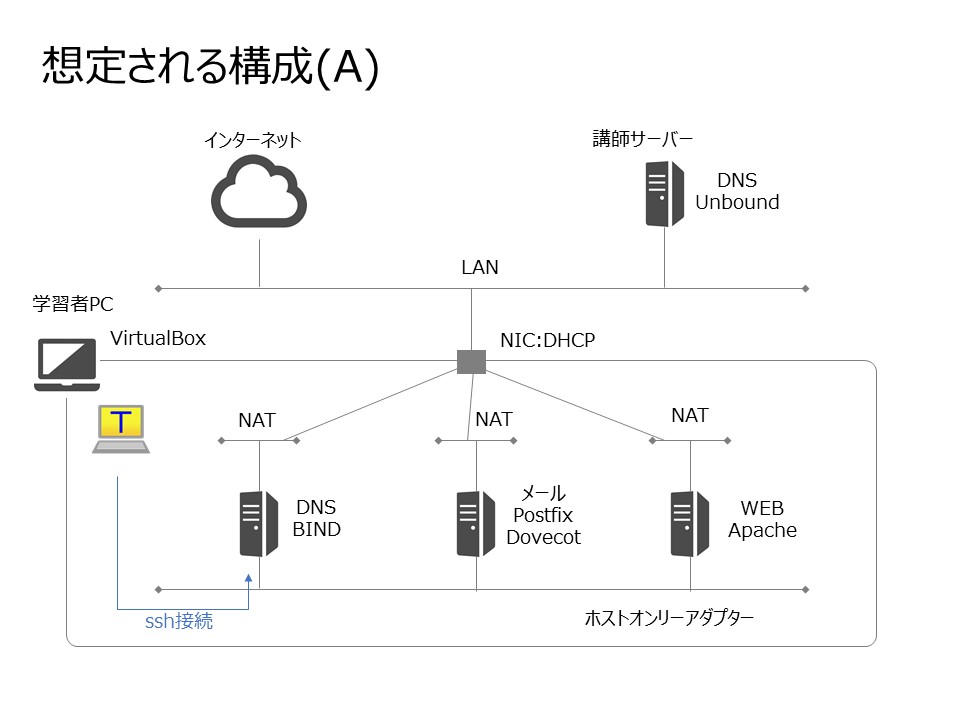 想定される構成(A)
インターネット
講師サーバー
DNS
Unbound
LAN
学習者PC
VirtualBox
NIC:DHCP
T
NAT
NAT
NAT
DNS
BIND
メール
Postfix
Dovecot
WEB
Apache
ssh接続
ホストオンリーアダプター